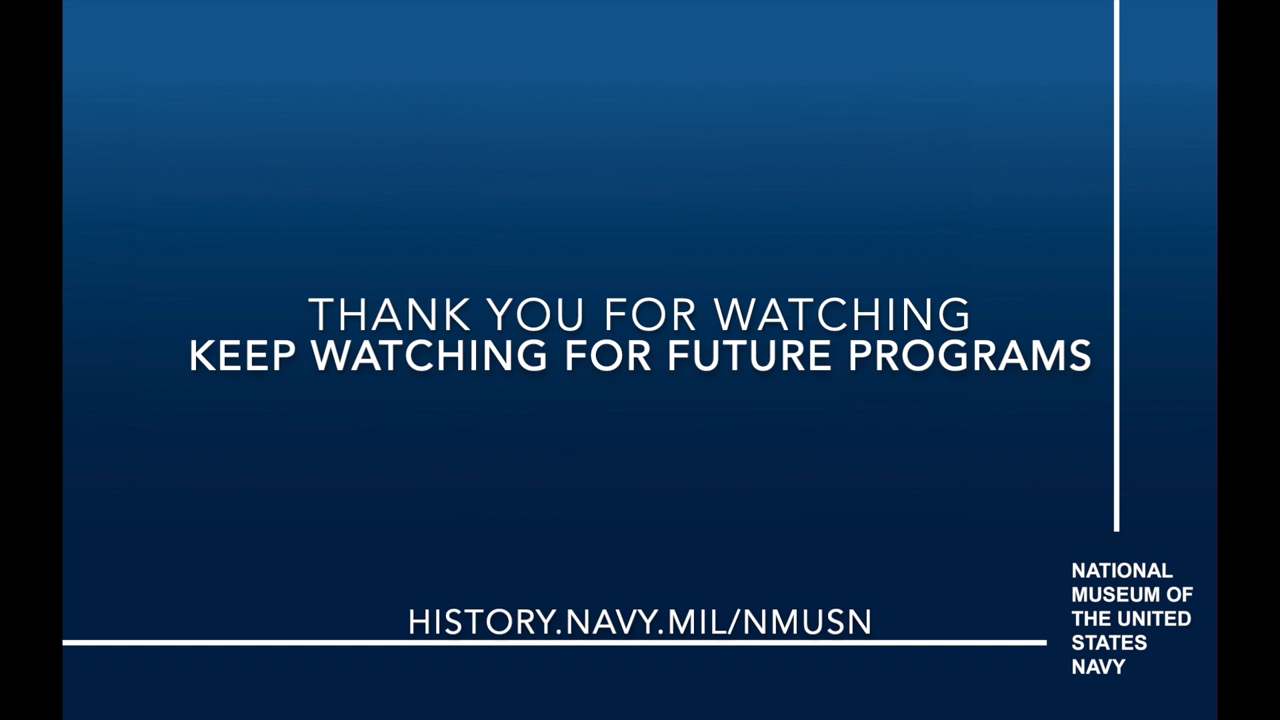 THANK YOU FOR WATCHING
KEEP WATCHING FOR FUTURE PROGRAMS
HISTORY.NAVY.MIL/NMUSN
NATIONAL
MUSEUM OF
THE UNITED
STATES
NAVY